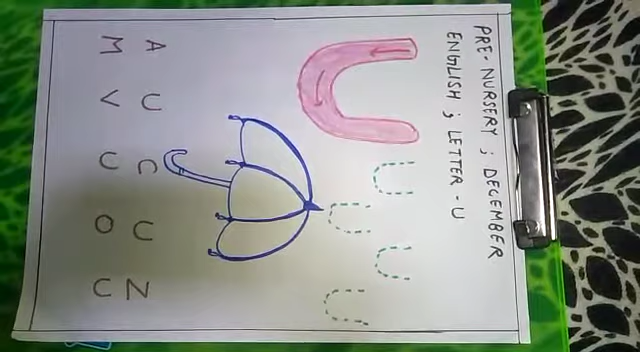 PRE-NURSERY ; DECEMBER
ENGLISH ; LETTER - U
U U U U U
A U C U N
M V U O U